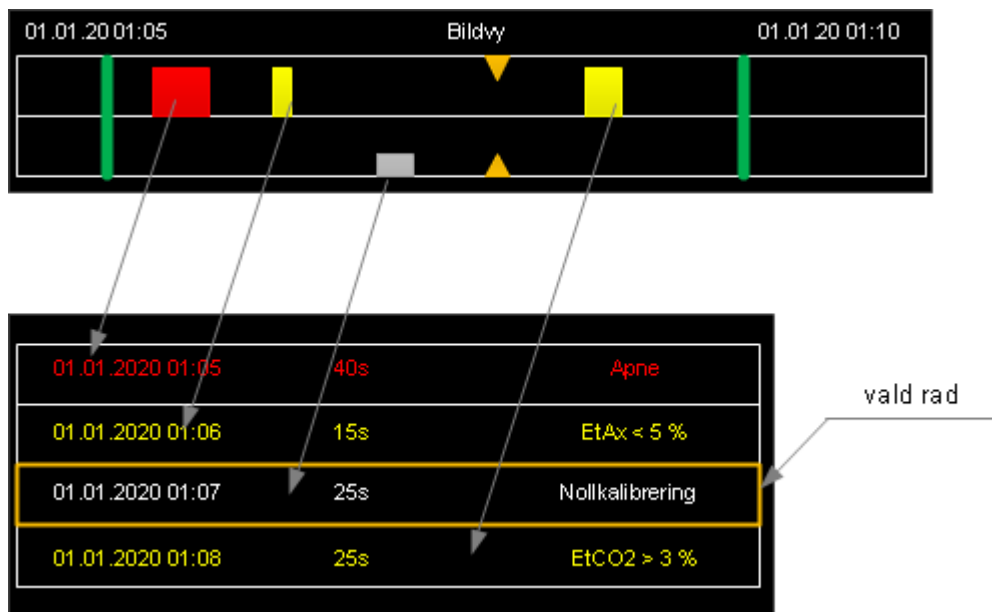 01.01.20 01:05 Bildvy 01.01.20 01:10
01.01.2020 01:05 40s Apne
vald rad
01.01.2020 01:06 15s EtAx < 5 %
01.01.2020 01:07 25s Nollkalibrering
01.01.2020 01:08 25s EtCO2 > 3 %